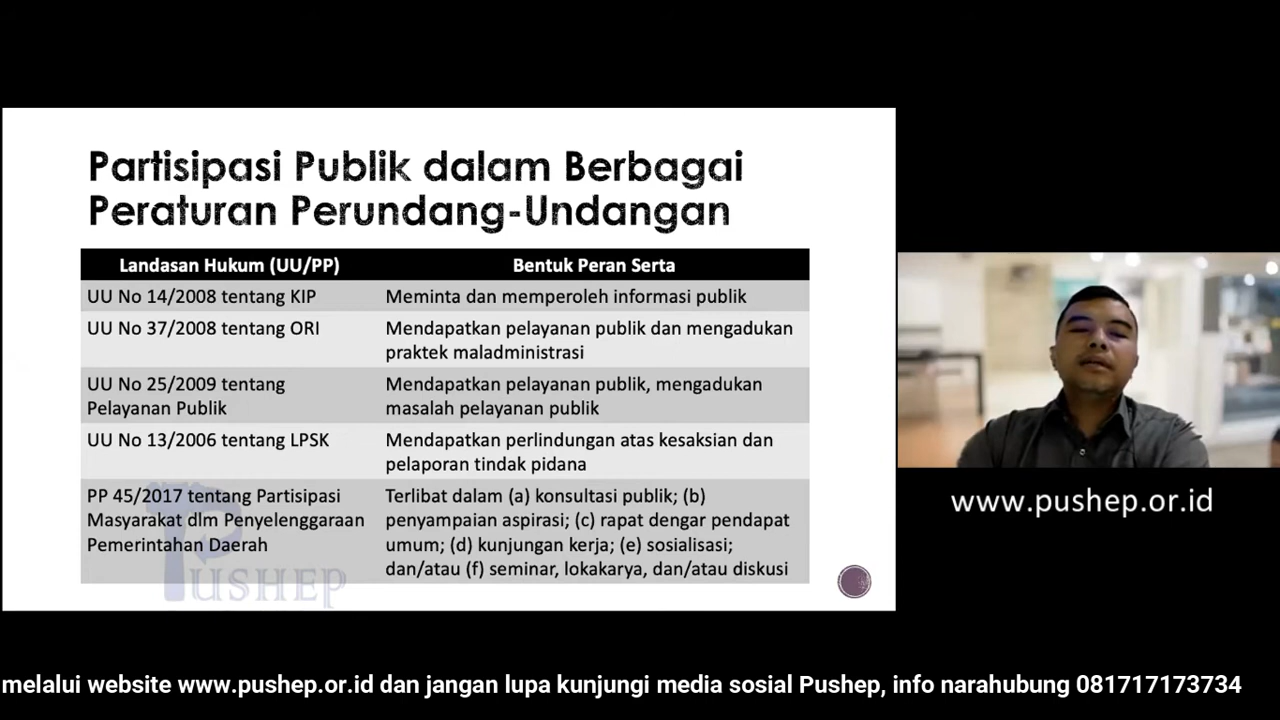 Partisipasi Publik dalam Berbagai
Peraturan Perundang-Undangan
Landasan Hukum (UU/PP)
Bentuk Peran Serta
UU No 14/2008 tentang KIP
Meminta dan memperoleh informasi publik
UU No 37/2008 tentang ORI
Mendapatkan pelayanan publik dan mengadukan
praktek maladministrasi
UU No 25/2009 tentang
Pelayanan Publik
Mendapatkan pelayanan publik, mengadukan
masalah pelayanan publik
UU No 13/2006 tentang LPSK
Mendapatkan perlindungan atas kesaksian dan
pelaporan tindak pidana
PP 45/2017 tentang Partisipasi
Masyarakat dlm Penyelenggaraan
Pemerintahan Daerah
Terlibat dalam (a) konsultasi publik; (b)
penyampaian aspirasi; (c) rapat dengar pendapat
umum; (d) kunjungan kerja; (e) sosialisasi;
dan/atau (f) seminar, lokakarya, dan/atau diskusi
PUSHEP
www.pushep.or.id
melalui website www.pushep.or.id dan jangan lupa kunjungi media sosial Pushep, info narahubung 081717173734